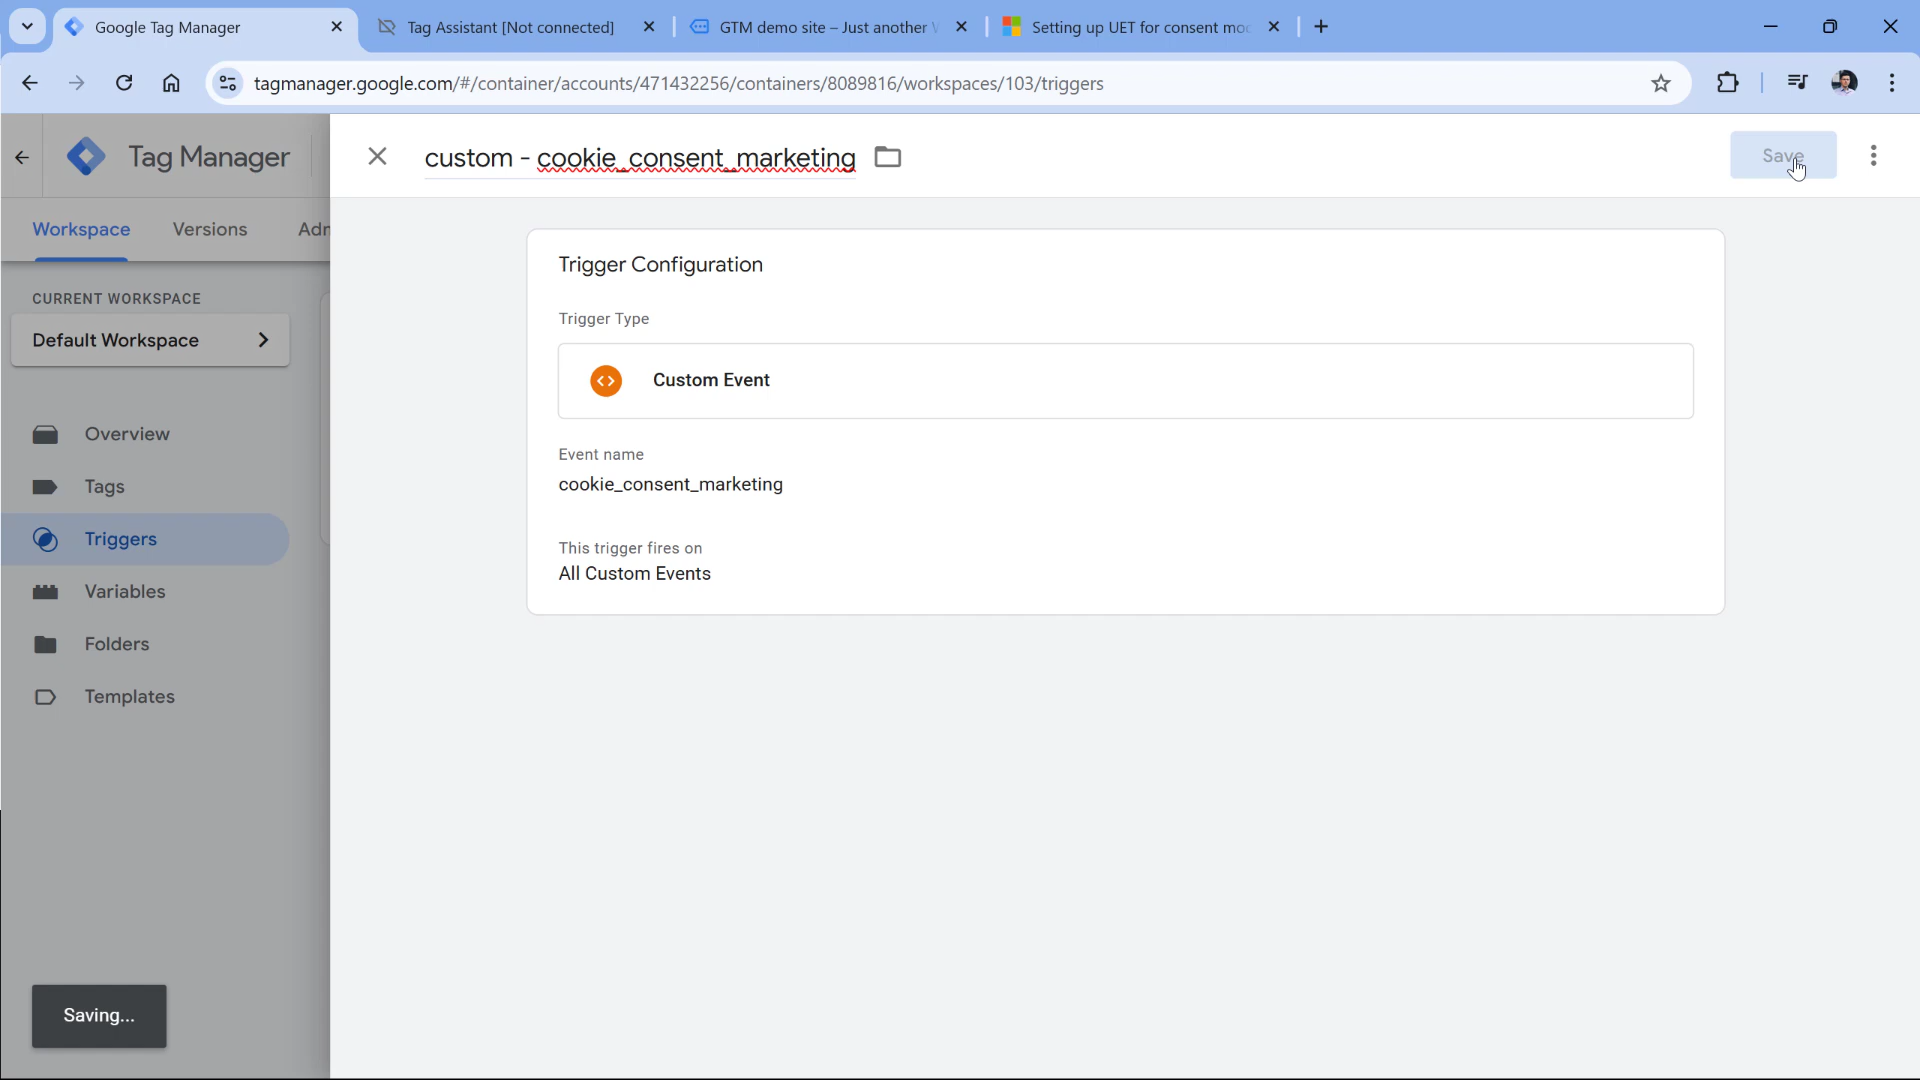 Google Tag Manager
Tag Assistant [Not connected]
GTM demo site – Just another
Setting up UET for consent mo
tagmanager.google.com/#/container/accounts/471432256/containers/8089816/workspaces/103/triggers
Tag Manager
custom - cookie_consent_marketing
Save
Workspace
Versions
Adm
Trigger Configuration
CURRENT WORKSPACE
Default Workspace
Trigger Type
Custom Event
Overview
Event name
Tags
cookie_consent_marketing
Triggers
This trigger fires on
All Custom Events
Variables
Folders
Templates
Saving...